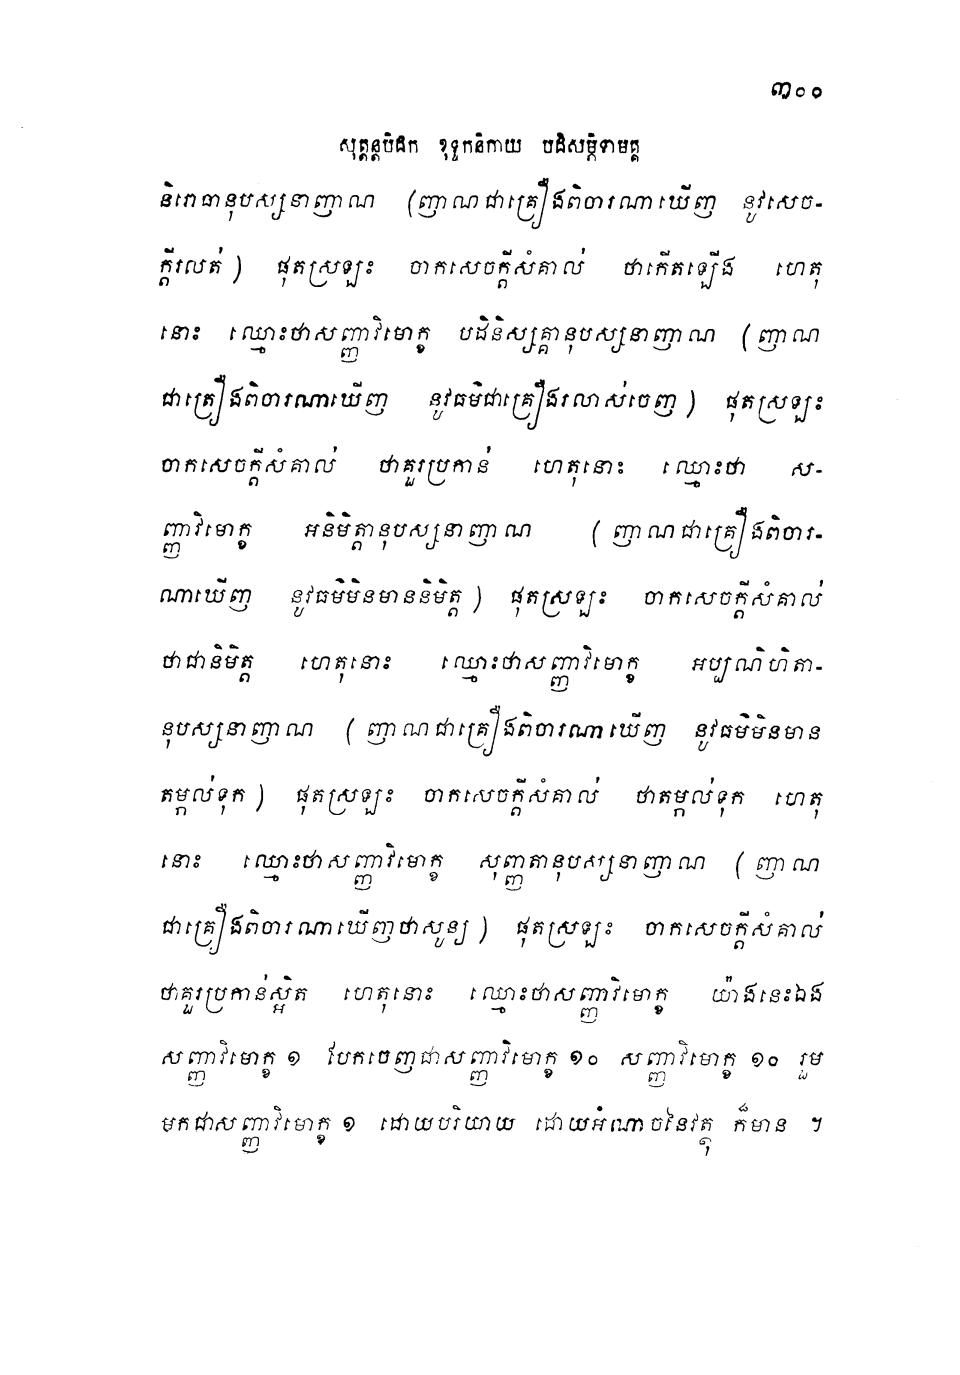 ៣០១
សុត្តន្តបិដក ខុទ្ទកនិកាយ បដិសម្ភិទាមគ្គ
និរោធានុបស្សនាញាណ (ញាណជាគ្រឿងពិចារណាឃើញ នូវសេច-
ក្តីរលត់) ផុតស្រឡះ ចាកសេចក្តីសំគាល់ ថាកើតឡើង ហេតុ
នោះ ឈ្មោះថាសញ្ញាវិមោក្ខ បដិនិស្សគ្គានុបស្សនាញាណ (ញាណ
ជាគ្រឿងពិចារណាឃើញ នូវធម៌ជាគ្រឿងរលាស់ចេញ) ផុតស្រឡះ
ចាកសេចក្តីសំគាល់ ថាគួរប្រកាន់ ហេតុនោះ ឈ្មោះថា ស-
ញ្ញាវិមោក្ខ អនិមិត្តានុបស្សនាញាណ (ញាណជាគ្រឿងពិចារ-
ណាឃើញ នូវធម៌មិនមាននិមិត្ត) ផុតស្រឡះ ចាកសេចក្តីសំគាល់
ថាជានិមិត្ត ហេតុនោះ ឈ្មោះថាសញ្ញាវិមោក្ខ អប្បណិហិតា-
នុបស្សនាញាណ (ញាណជាគ្រឿងពិចារណាឃើញ នូវធម៌មិនមាន
តម្កល់ទុក) ផុតស្រឡះ ចាកសេចក្តីសំគាល់ ថាតម្កល់ទុក ហេតុ
នោះ ឈ្មោះថាសញ្ញាវិមោក្ខ សុញ្ញតានុបស្សនាញាណ (ញាណ
ជាគ្រឿងពិចារណាឃើញថាសូន្យ) ផុតស្រឡះ ចាកសេចក្តីសំគាល់
ថាគួរប្រកាន់ស្អិត ហេតុនោះ ឈ្មោះថាសញ្ញាវិមោក្ខ យ៉ាងនេះឯង
សញ្ញាវិមោក្ខ ១ បែកចេញជាសញ្ញាវិមោក្ខ ១០ សញ្ញាវិមោក្ខ ១០ រួម
មកជាសញ្ញាវិមោក្ខ ១ ដោយបរិយាយ ដោយអំណាចនៃវត្ថុ ក៏មាន ។